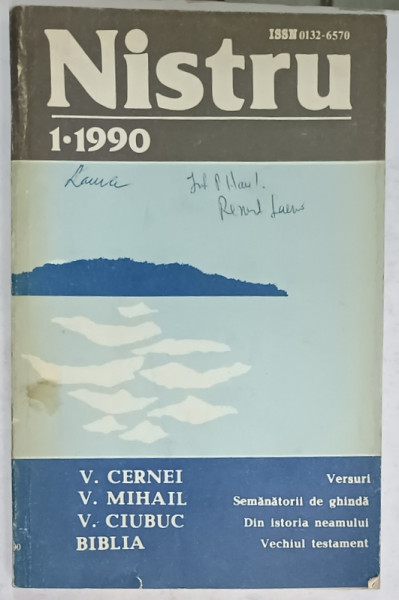 ISSN 0132-6570
Nistru
1·1990
Laura
V. CERNEI Versuri
V. MIHAIL Semănătorii de ghindă
V. CIUBUC Din istoria neamului
BIBLIA Vechiul testament